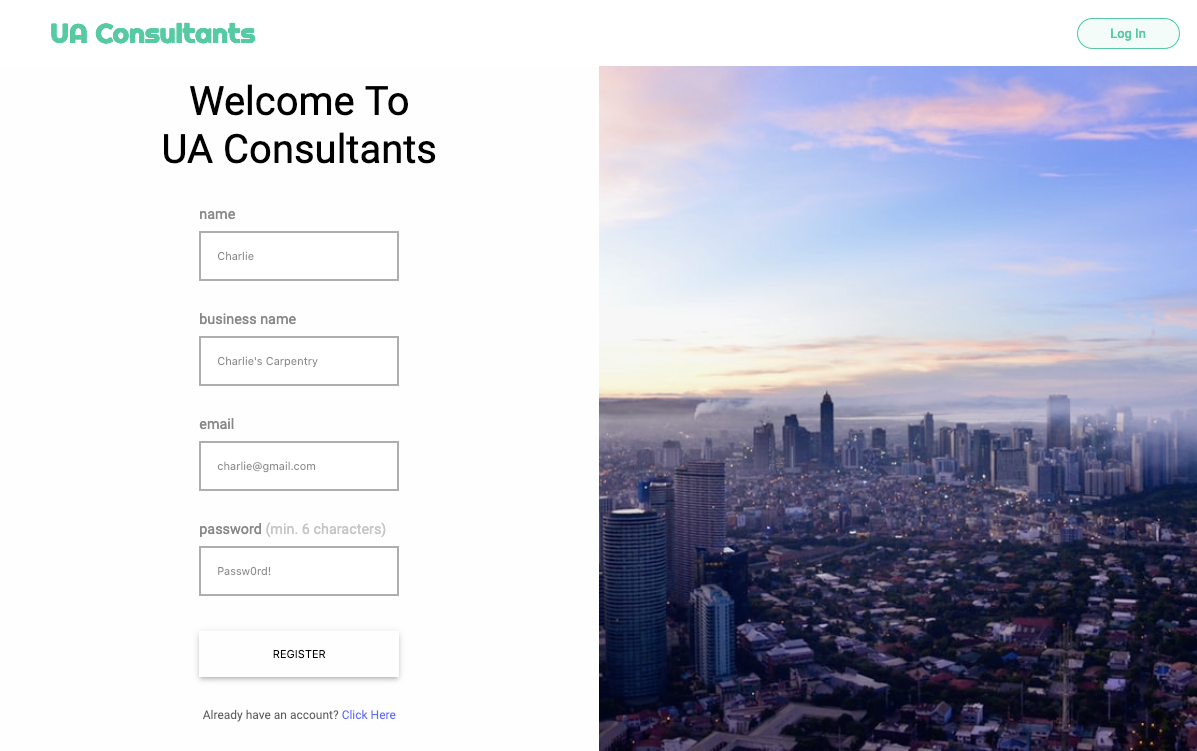 UA Consultants
Log In
Welcome To
UA Consultants
name
Charlie
business name
Charlie's Carpentry
email
charlie@gmail.com
password (min. 6 characters)
Passw0rd!
REGISTER
Already have an account? Click Here